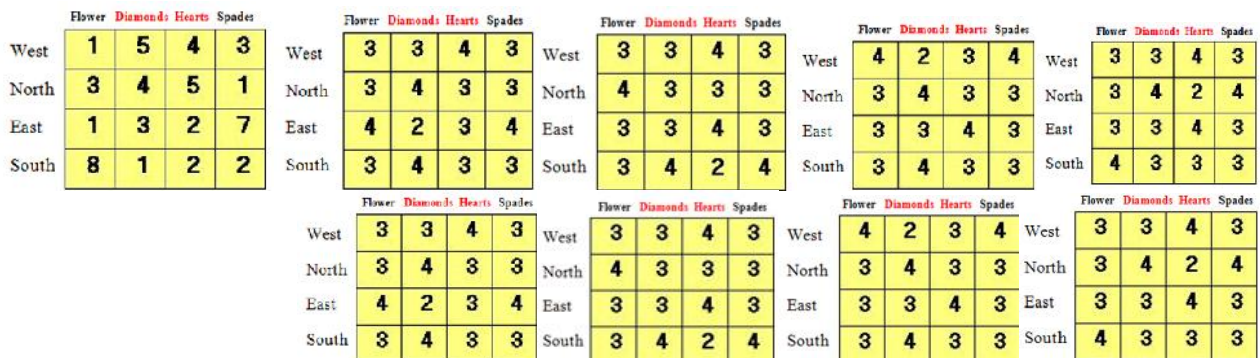 Flower Diamonds Hearts Spades
West 1 5 4 3
North 3 4 5 1
East 1 3 2 7
South 8 1 2 2
Flower Diamonds Hearts Spades
West 3 3 4 3
North 3 4 3 3
East 4 2 3 4
South 3 4 3 3
Flower Diamonds Hearts Spades
West 3 3 4 3
North 4 3 3 3
East 3 3 4 3
South 3 4 2 4
Flower Diamonds Hearts Spades
West 4 2 3 4
North 3 4 3 3
East 3 3 4 3
South 3 4 3 3
Flower Diamonds Hearts Spades
West 3 3 4 3
North 3 4 2 4
East 3 3 4 3
South 4 3 3 3
Flower Diamonds Hearts Spades
West 3 3 4 3
North 3 4 3 3
East 4 2 3 4
South 3 4 3 3
Flower Diamonds Hearts Spades
West 3 3 4 3
North 4 3 3 3
East 3 3 4 3
South 3 4 2 4
Flower Diamonds Hearts Spades
West 4 2 3 4
North 3 4 3 3
East 3 3 4 3
South 3 4 3 3
Flower Diamonds Hearts Spades
West 3 3 4 3
North 3 4 2 4
East 3 3 4 3
South 4 3 3 3